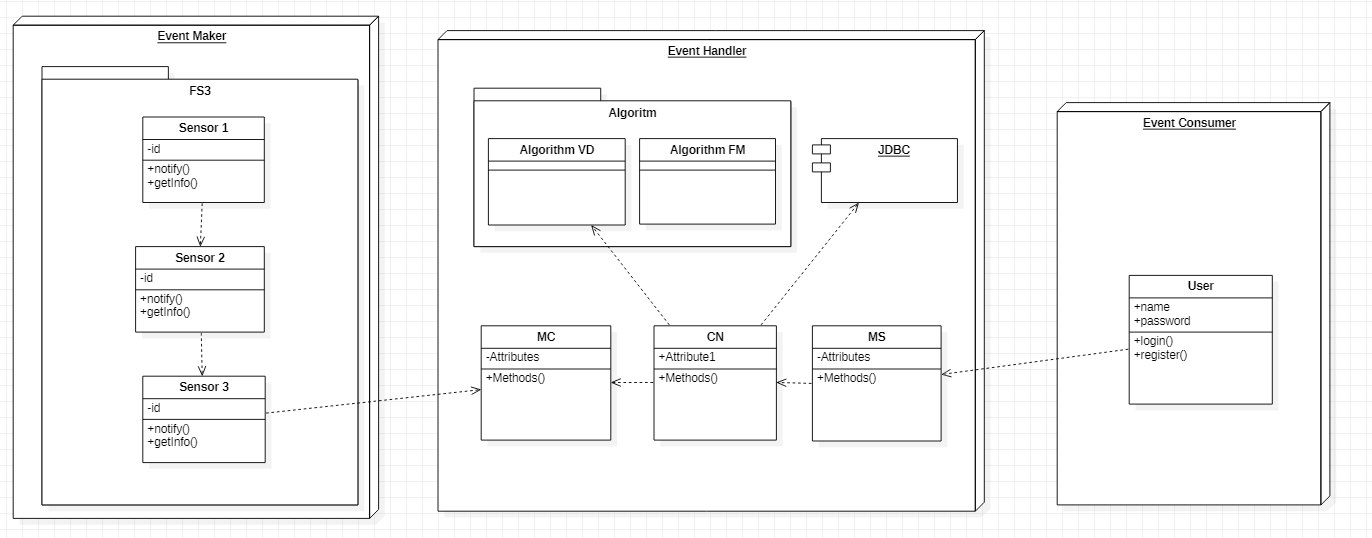 Event Maker
FS3
Sensor 1
-id
+notify()
+getInfo()
Sensor 2
-id
+notify()
+getInfo()
Sensor 3
-id
+notify()
+getInfo()
Event Handler
Algoritm
Algorithm VD
Algorithm FM
JDBC
MC
-Attributes
+Methods()
CN
+Attribute1
+Methods()
MS
-Attributes
+Methods()
Event Consumer
User
+name
+password
+login()
+register()